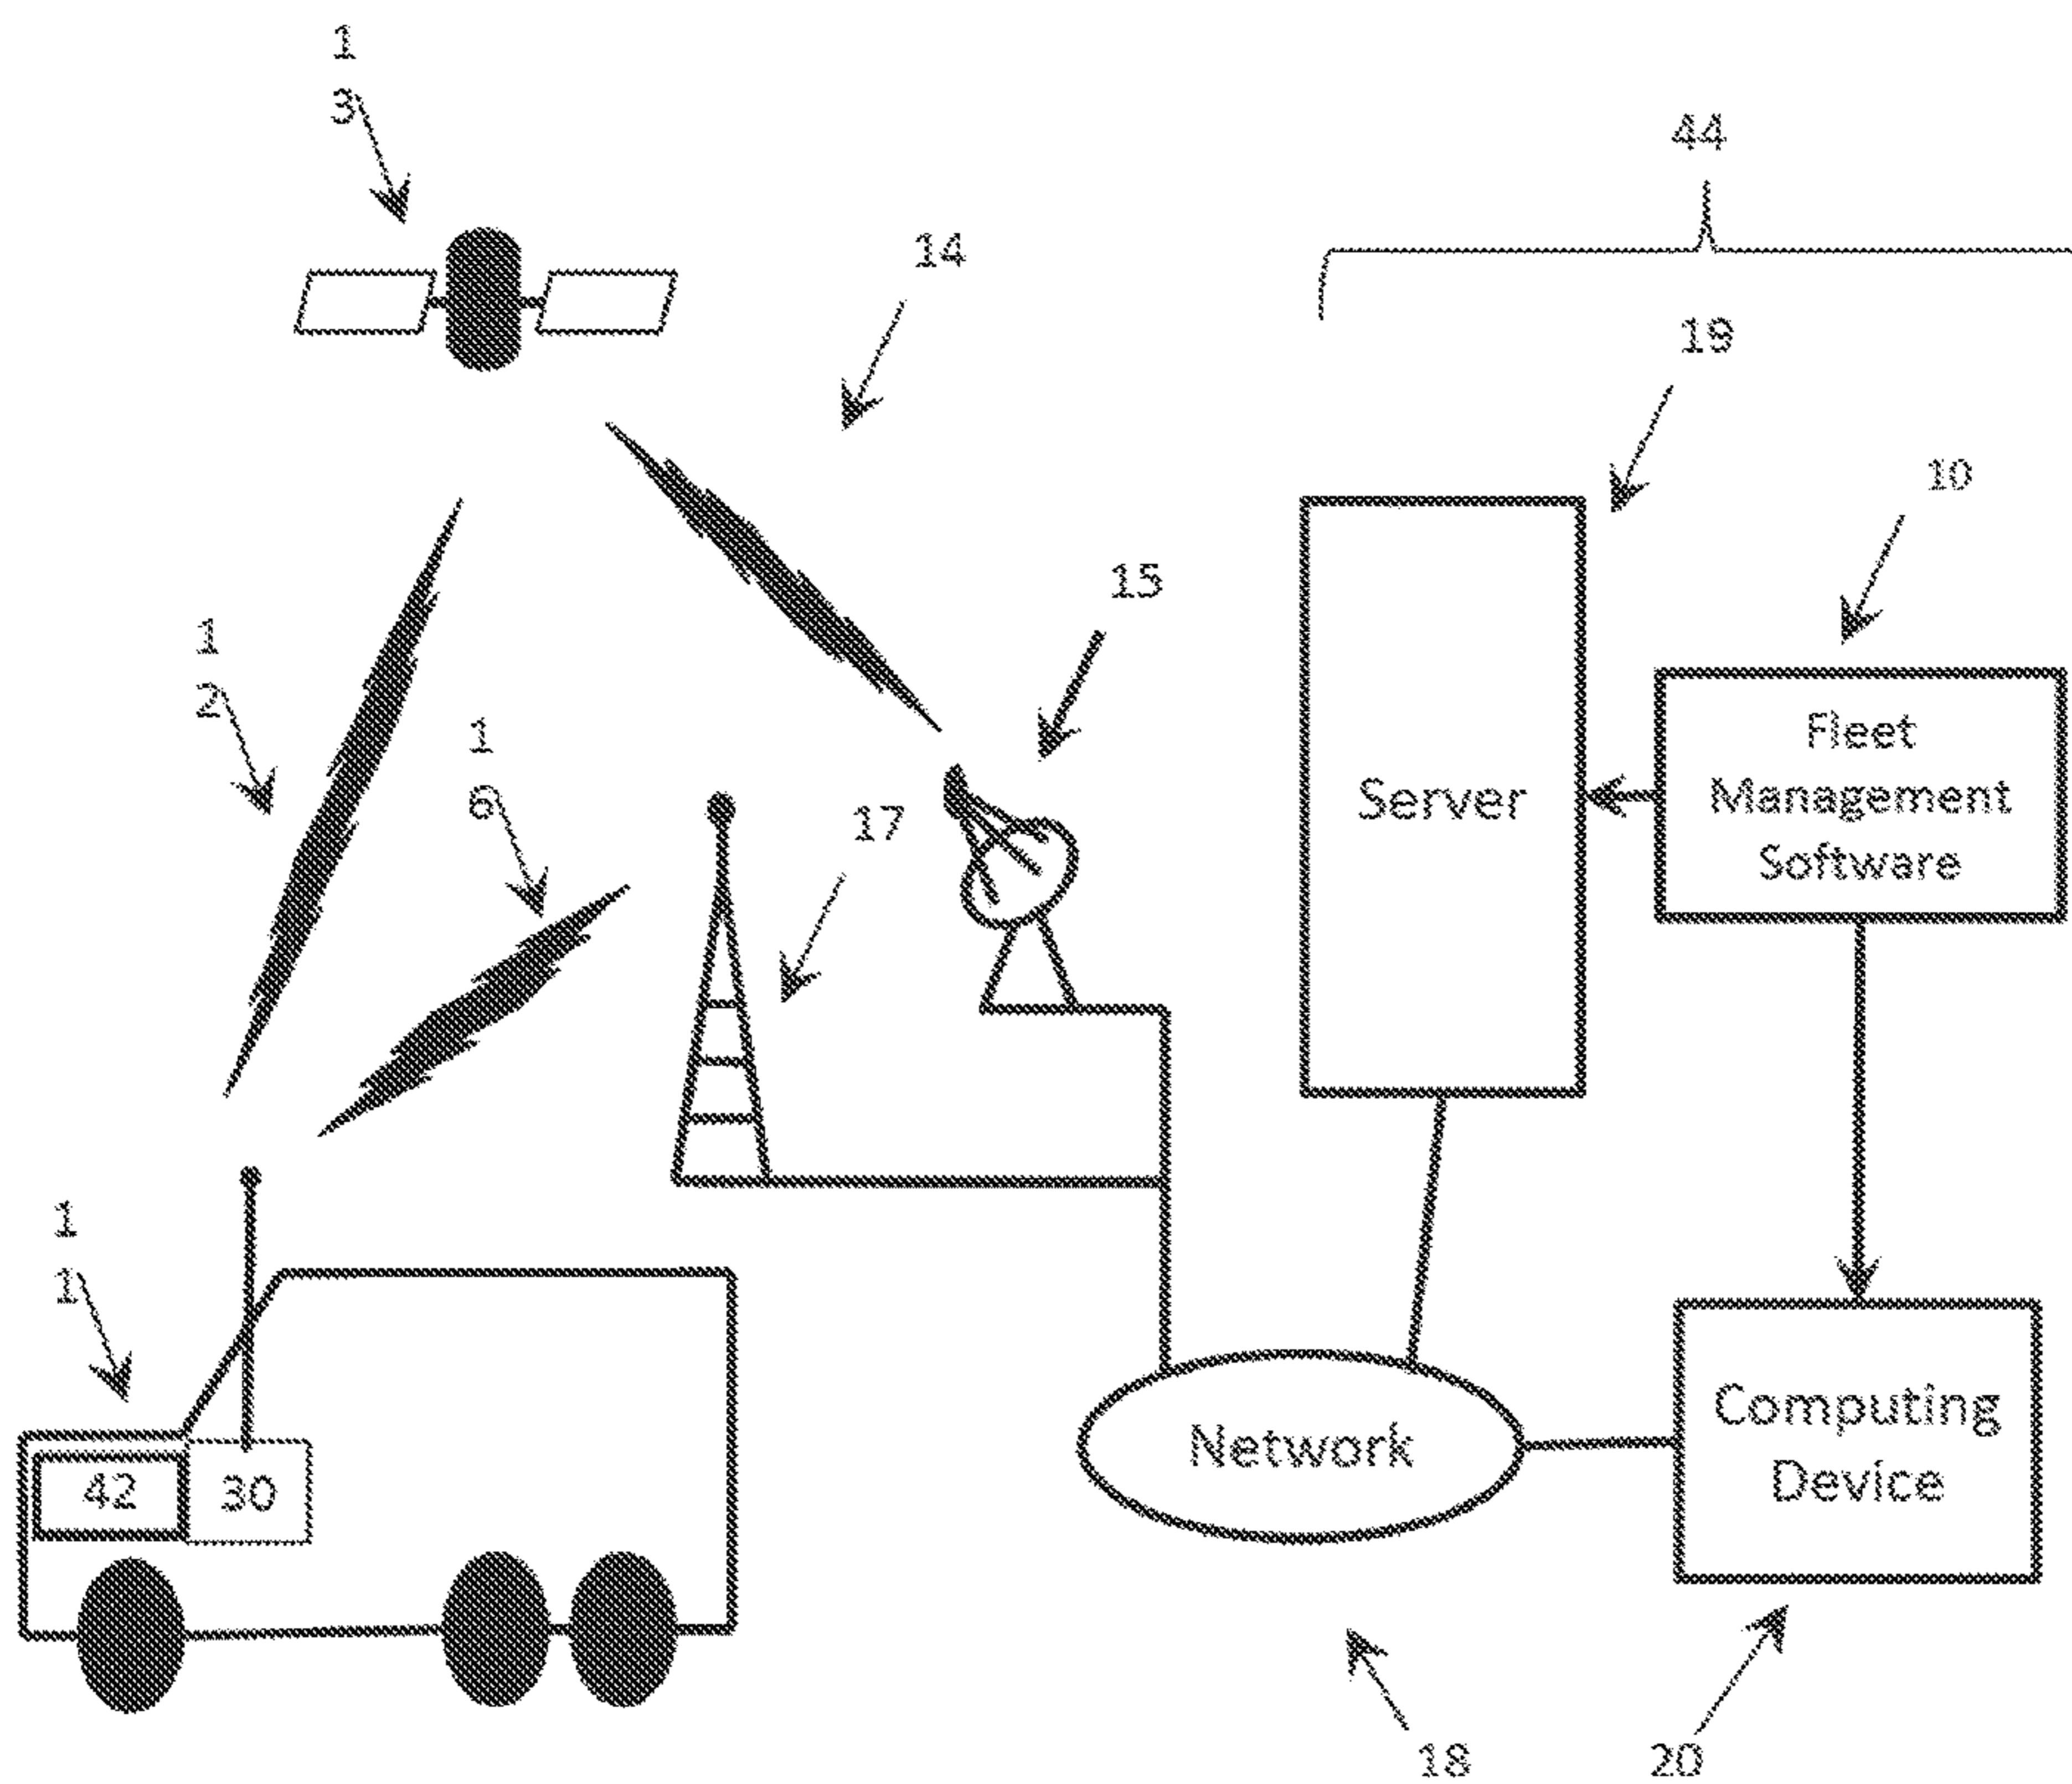 1
3
44
14
19
10
15
1
2
1
6
17
Fleet
Management
Software
Server
1
1
Computing
Network
Device
42
30
18
20